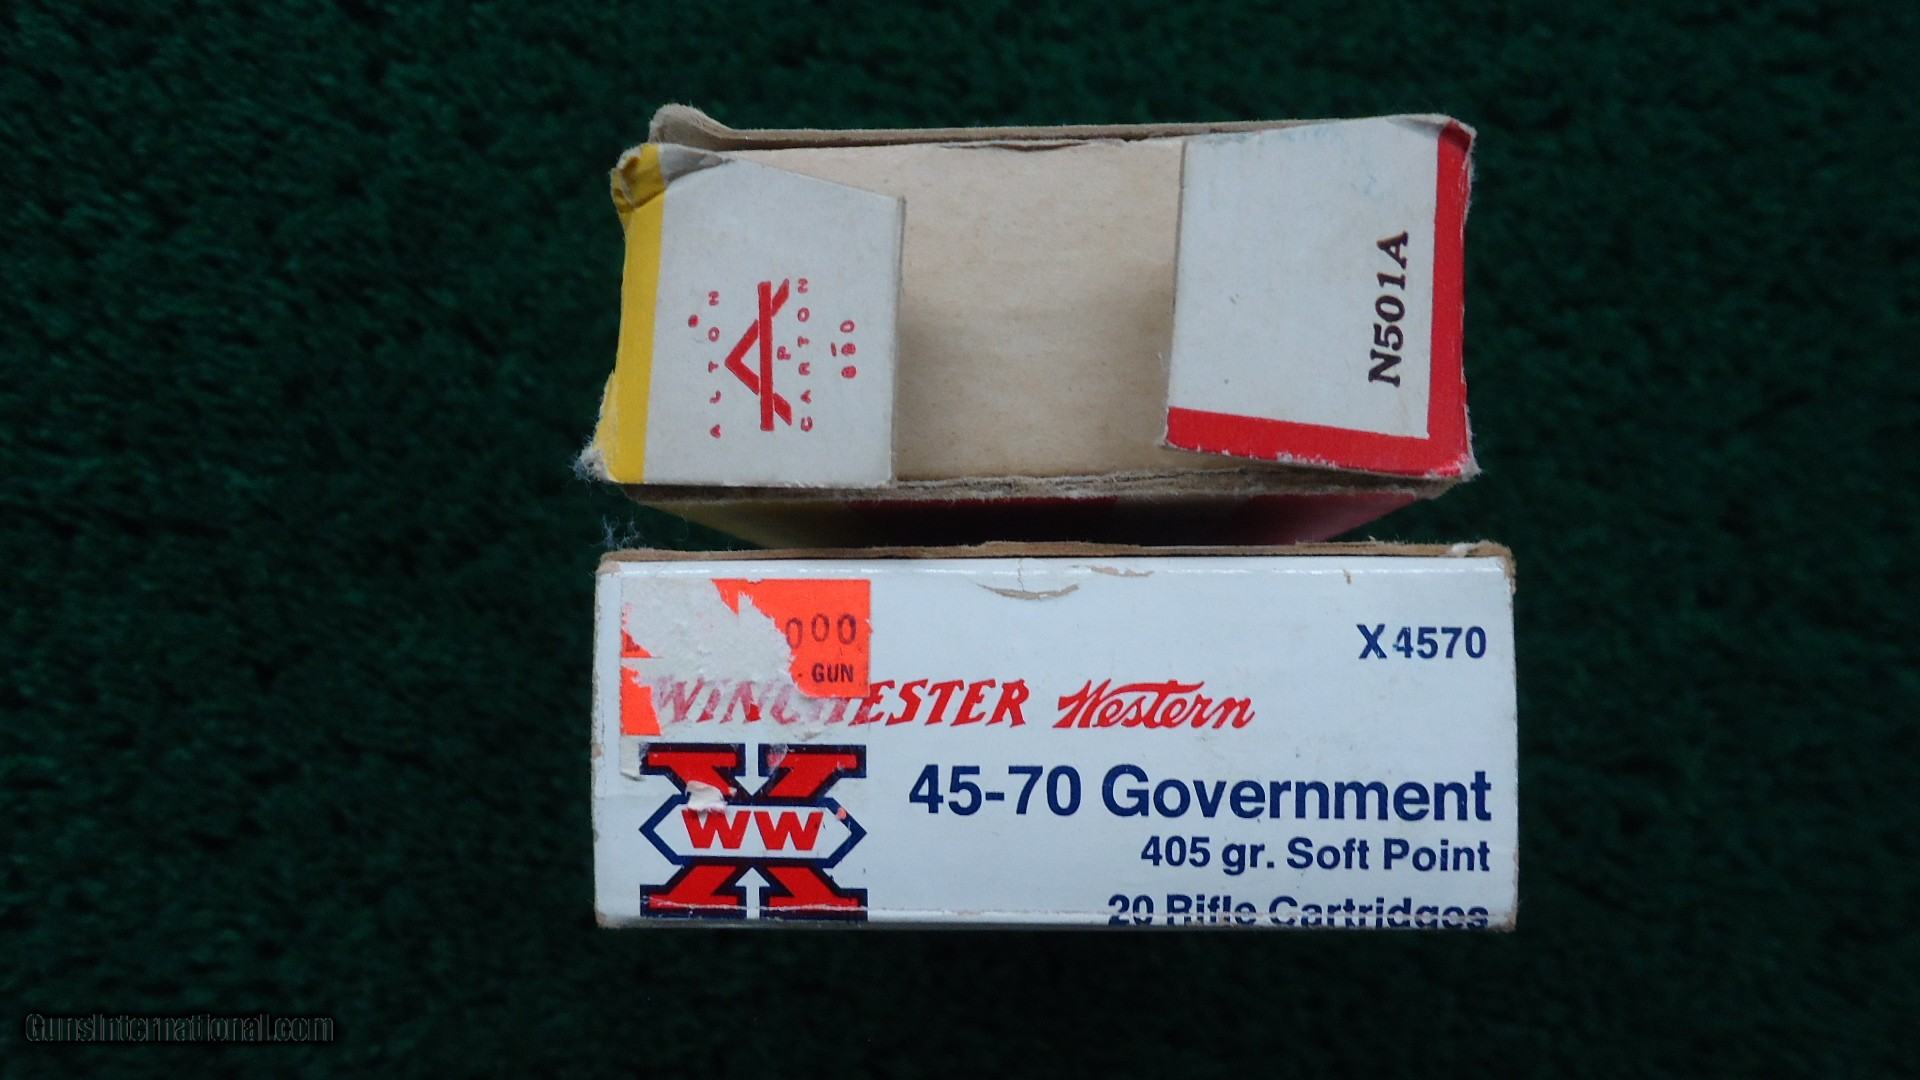 ALTON
P
CARTON
N501A
000
GUN
X4570
WINCHESTER Western
45-70 Government
WW
405 gr. Soft Point
20 Rifle Cartridges
GunsInternational.com